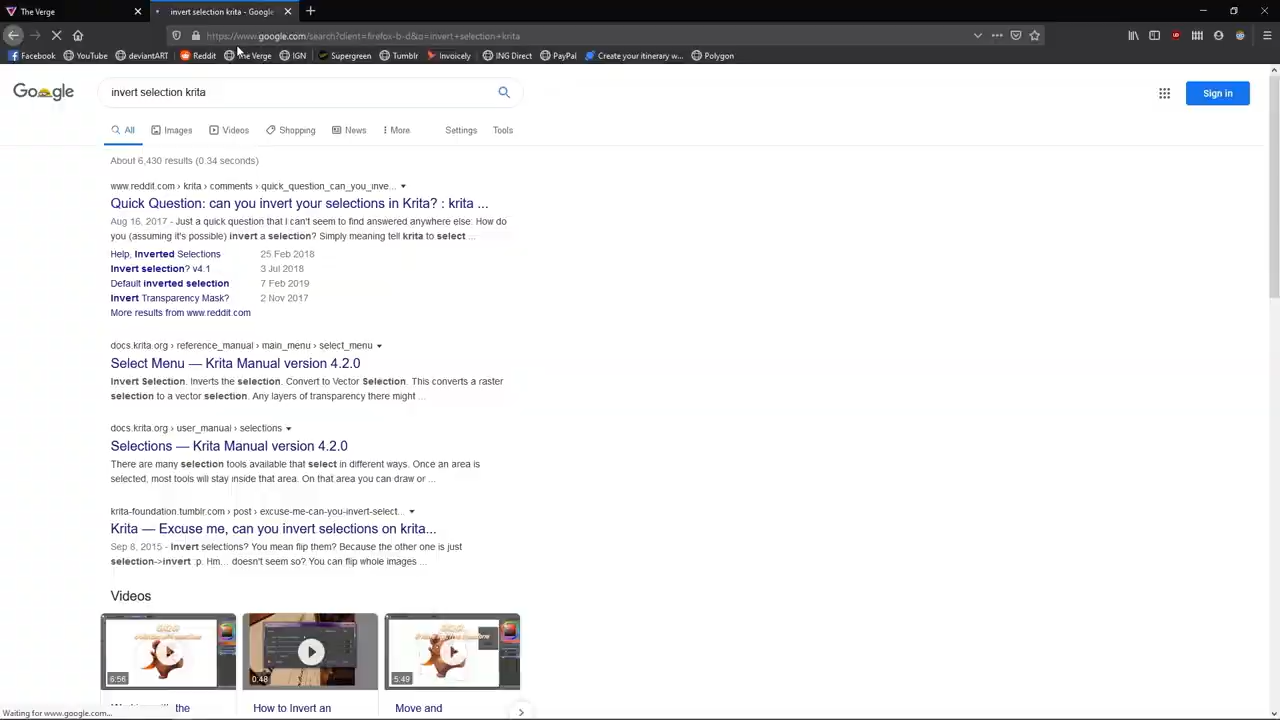 The Verge
invert selection krita - Google
https://www.google.com/search?client=firefox-b-d&q=invert+selection+krita
Facebook YouTube deviantART Reddit The Verge IGN Supergreen Tumblr Invoicely ING Direct PayPal Create your itinerary w... Polygon
Google
invert selection krita
Sign in
All Images Videos Shopping News More Settings Tools
About 6,430 results (0.34 seconds)
www.reddit.com › krita › comments › quick_question_can_you_inve...
Quick Question: can you invert your selections in Krita? : krita ...
Aug 16, 2017 - Just a quick question that I can't seem to find answered anywhere else: How do
you (assuming it's possible) invert a selection? Simply meaning tell krita to select ...
Help, Inverted Selections 25 Feb 2018
Invert selection? v4.1 3 Jul 2018
Default inverted selection 7 Feb 2019
Invert Transparency Mask? 2 Nov 2017
More results from www.reddit.com
docs.krita.org › reference_manual › main_menu › select_menu
Select Menu — Krita Manual version 4.2.0
Invert Selection. Inverts the selection. Convert to Vector Selection. This converts a raster
selection to a vector selection. Any layers of transparency there might ...
docs.krita.org › user_manual › selections
Selections — Krita Manual version 4.2.0
There are many selection tools available that select in different ways. Once an area is
selected, most tools will stay inside that area. On that area you can draw or ...
krita-foundation.tumblr.com › post › excuse-me-can-you-invert-select...
Krita — Excuse me, can you invert selections on krita...
Sep 8, 2015 - Invert selections? You mean flip them? Because the other one is just
selection->invert :p. Hm... doesn't seem so? You can flip whole images ...
Videos
6:56
0:48
5:49
the
How to Invert an
Move and
Waiting for www.google.com...